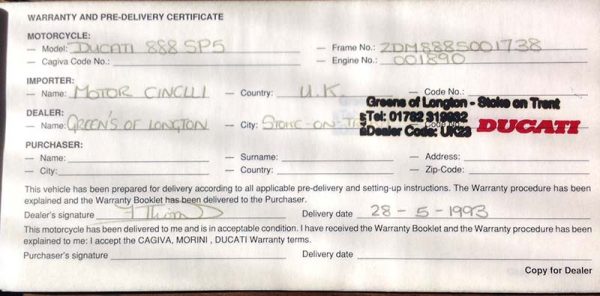 WARRANTY AND PRE-DELIVERY CERTIFICATE
MOTORCYCLE:
— Model: DUCATI 888 SP5 — Frame No.: ZDM888S001738
— Cagiva Code No.: — Engine No.: 001890
IMPORTER:
— Name: MOTOR CINELLI — Country: U.K — Code No.:
DEALER:
— Name: GREEN'S OF LONGTON — City: STOKE-ON-T
Greens of Longton - Stoke on Trent
Tel: 01782 319932
Dealer Code: UK23 DUCATI
PURCHASER:
— Name: — Surname: — Address:
— City: — Country: — Zip-Code:
This vehicle has been prepared for delivery according to all applicable pre-delivery and setting-up instructions. The Warranty procedure has been
explained and the Warranty Booklet has been delivered to the Purchaser.
Dealer's signature Delivery date 28 - 5 - 1993
This motorcycle has been delivered to me and is in acceptable condition. I have received the Warranty Booklet and the Warranty procedure has been
explained to me: I accept the CAGIVA, MORINI , DUCATI Warranty terms.
Purchaser's signature Delivery date
Copy for Dealer